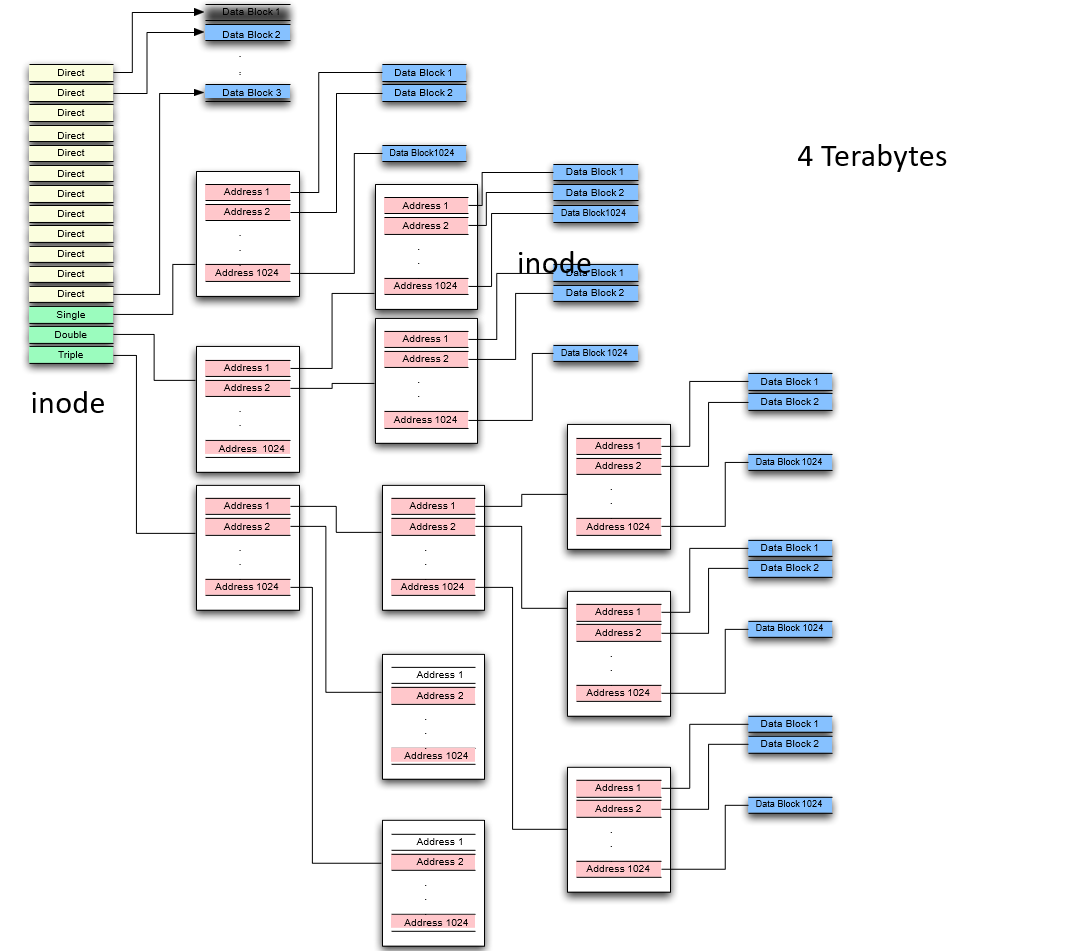 Data Block 1
Data Block 2
Data Block 3
Direct
Direct
Direct
Direct
Direct
Direct
Direct
Direct
Direct
Direct
Direct
Direct
Single
Double
Triple
inode
Data Block 1
Data Block 2
Data Block1024
Address 1
Address 2
Address 1024
Address 1
Address 2
Address 1024
Data Block 1
Data Block 2
Data Block1024
inode
Data Block 1
Data Block 2
Data Block 1024
4 Terabytes
Address 1
Address 2
Address 1024
Address 1
Address 2
Address 1024
Address 1
Address 2
Address 1024
Address 1
Address 2
Address 1024
Address 1
Address 2
Address 1024
Data Block 1
Data Block 2
Data Block 1024
Address 1
Address 2
Address 1024
Data Block 1
Data Block 2
Data Block 1024
Address 1
Address 2
Address 1024
Address 1
Address 2
Address 1024
Data Block 1
Data Block 2
Data Block 1024
Address 1
Address 2
Address 1024